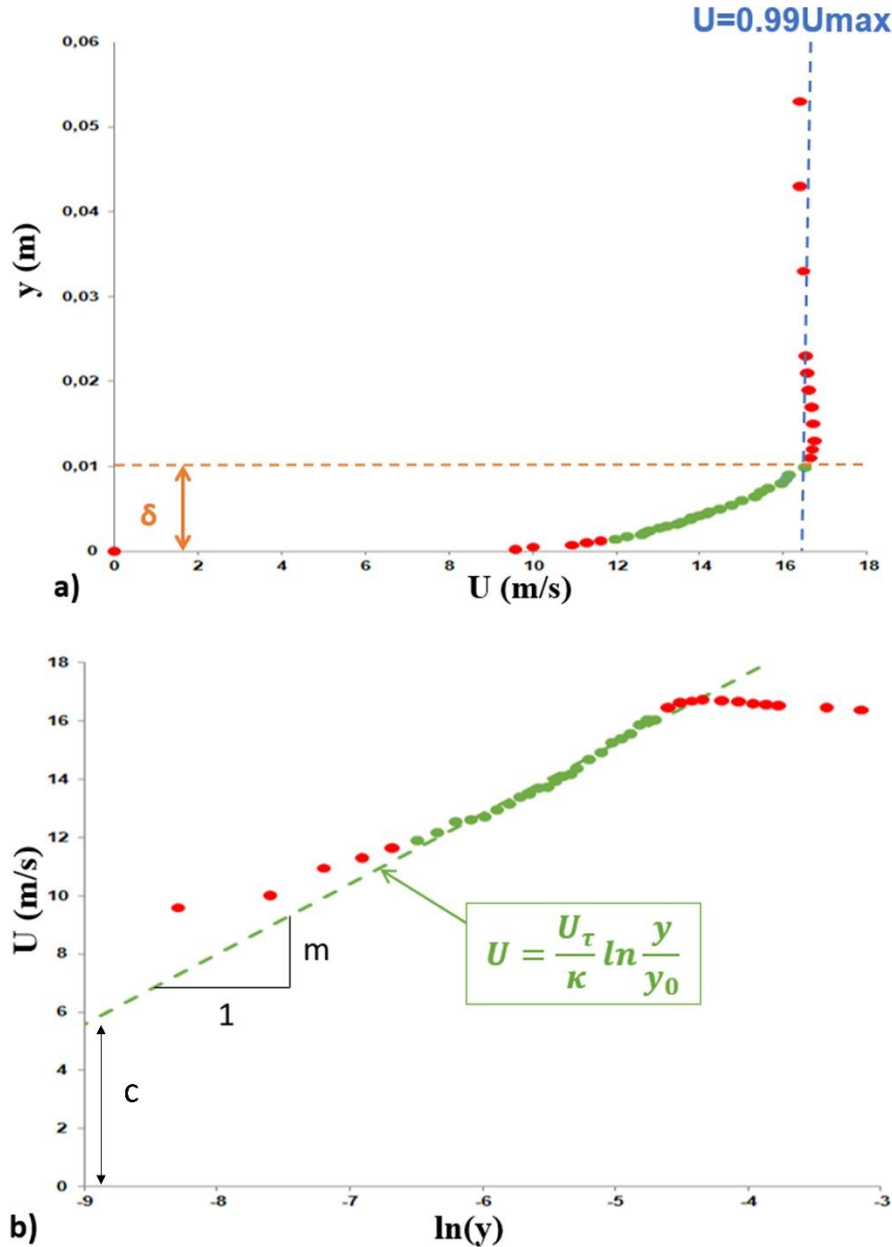 U=0.99Umax
0,06
0,05
0,04
0,03
0,02
0,01
0
y (m)
δ
0 2 4 6 8 10 12 14 16 18
a)
U (m/s)
18
16
14
12
10
8
6
4
2
0
U (m/s)
m
1
c
U = U_τ/κ ln y/y₀
-9 -8 -7 -6 -5 -4 -3
b)
ln(y)